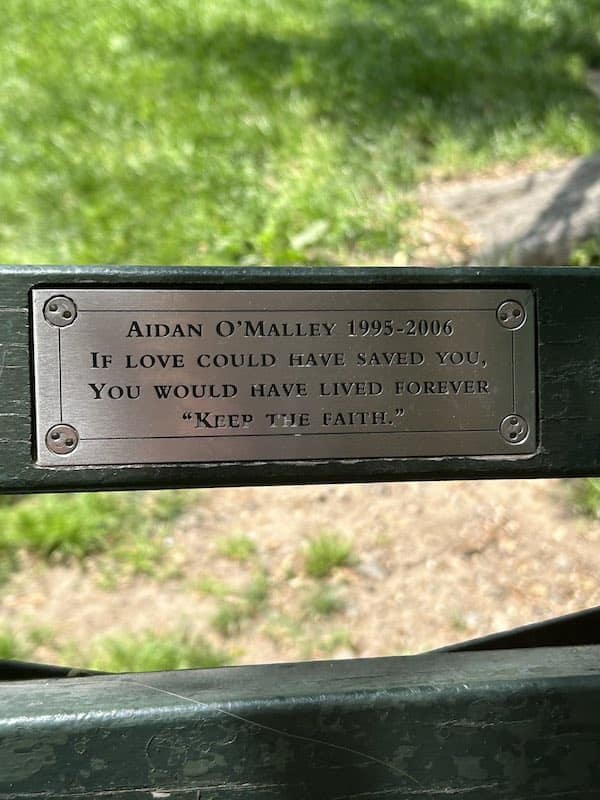 Aidan O'Malley 1995-2006
If love could have saved you,
You would have lived forever
“Keep the faith.”